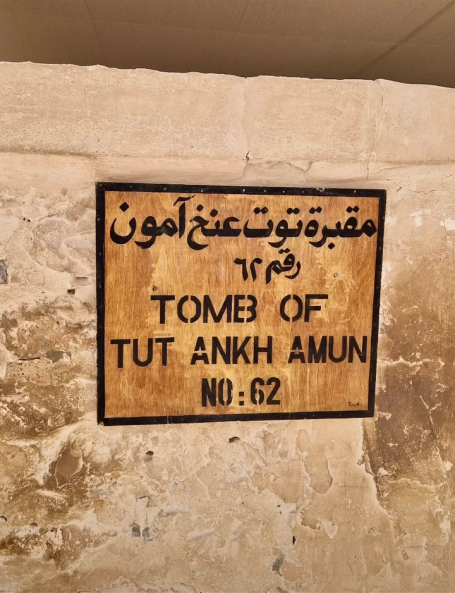 مقبرة توت عنخ آمون
رقم ٦٢
TOMB OF
TUT ANKH AMUN
NO: 62